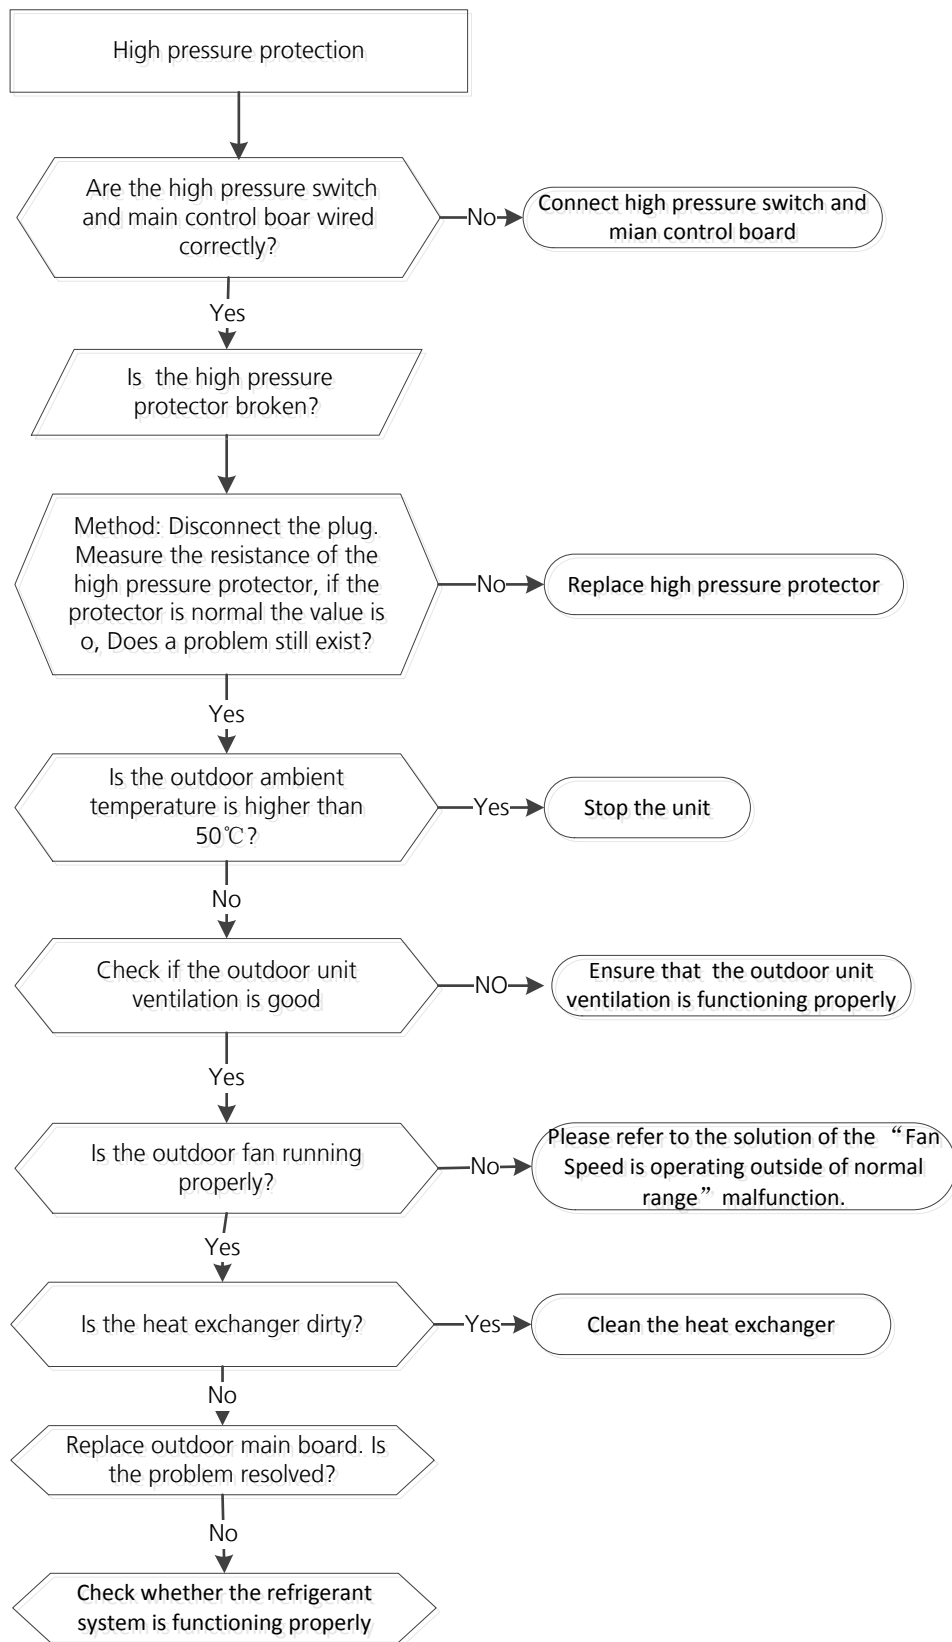 High pressure protection
Are the high pressure switch
and main control boar wired
correctly?
No
Connect high pressure switch and
mian control board
Yes
Is the high pressure
protector broken?
Method: Disconnect the plug.
Measure the resistance of the
high pressure protector, if the
protector is normal the value is
o, Does a problem still exist?
No
Replace high pressure protector
Yes
Is the outdoor ambient
temperature is higher than
50℃?
Yes
Stop the unit
No
Check if the outdoor unit
ventilation is good
NO
Ensure that the outdoor unit
ventilation is functioning properly
Yes
Is the outdoor fan running
properly?
No
Please refer to the solution of the “Fan
Speed is operating outside of normal
range” malfunction.
Yes
Is the heat exchanger dirty?
Yes
Clean the heat exchanger
No
Replace outdoor main board. Is
the problem resolved?
No
Check whether the refrigerant
system is functioning properly